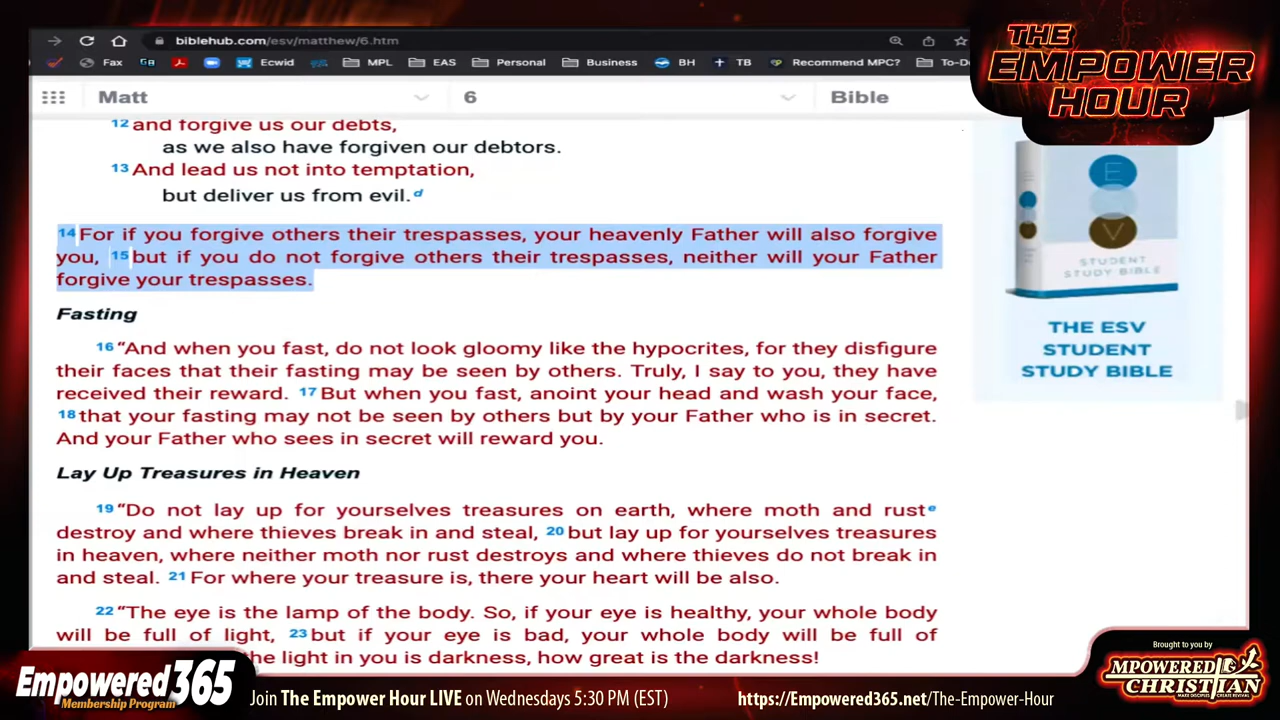 biblehub.com/esv/matthew/6.htm
Fax Ecwid MPL EAS Personal Business BH TB Recommend MPC? To-D
THE
EMPOWER
HOUR
Matt 6 Bible
12 and forgive us our debts,
as we also have forgiven our debtors.
13 And lead us not into temptation,
but deliver us from evil. d
14 For if you forgive others their trespasses, your heavenly Father will also forgive
you, 15 but if you do not forgive others their trespasses, neither will your Father
forgive your trespasses.
Fasting
16 “And when you fast, do not look gloomy like the hypocrites, for they disfigure
their faces that their fasting may be seen by others. Truly, I say to you, they have
received their reward. 17 But when you fast, anoint your head and wash your face,
18 that your fasting may not be seen by others but by your Father who is in secret.
And your Father who sees in secret will reward you.
Lay Up Treasures in Heaven
19 “Do not lay up for yourselves treasures on earth, where moth and rust e
destroy and where thieves break in and steal, 20 but lay up for yourselves treasures
in heaven, where neither moth nor rust destroys and where thieves do not break in
and steal. 21 For where your treasure is, there your heart will be also.
22 “The eye is the lamp of the body. So, if your eye is healthy, your whole body
will be full of light, 23 but if your eye is bad, your whole body will be full of
he light in you is darkness, how great is the darkness!
E
S
V
STUDENT
STUDY BIBLE
THE ESV
STUDENT
STUDY BIBLE
Empowered365
Membership Program
Join The Empower Hour LIVE on Wednesdays 5:30 PM (EST)
https://Empowered365.net/The-Empower-Hour
Brought to you by
MPOWERED
CHRISTIAN
MAKE DISCIPLES CREATE REVIVAL